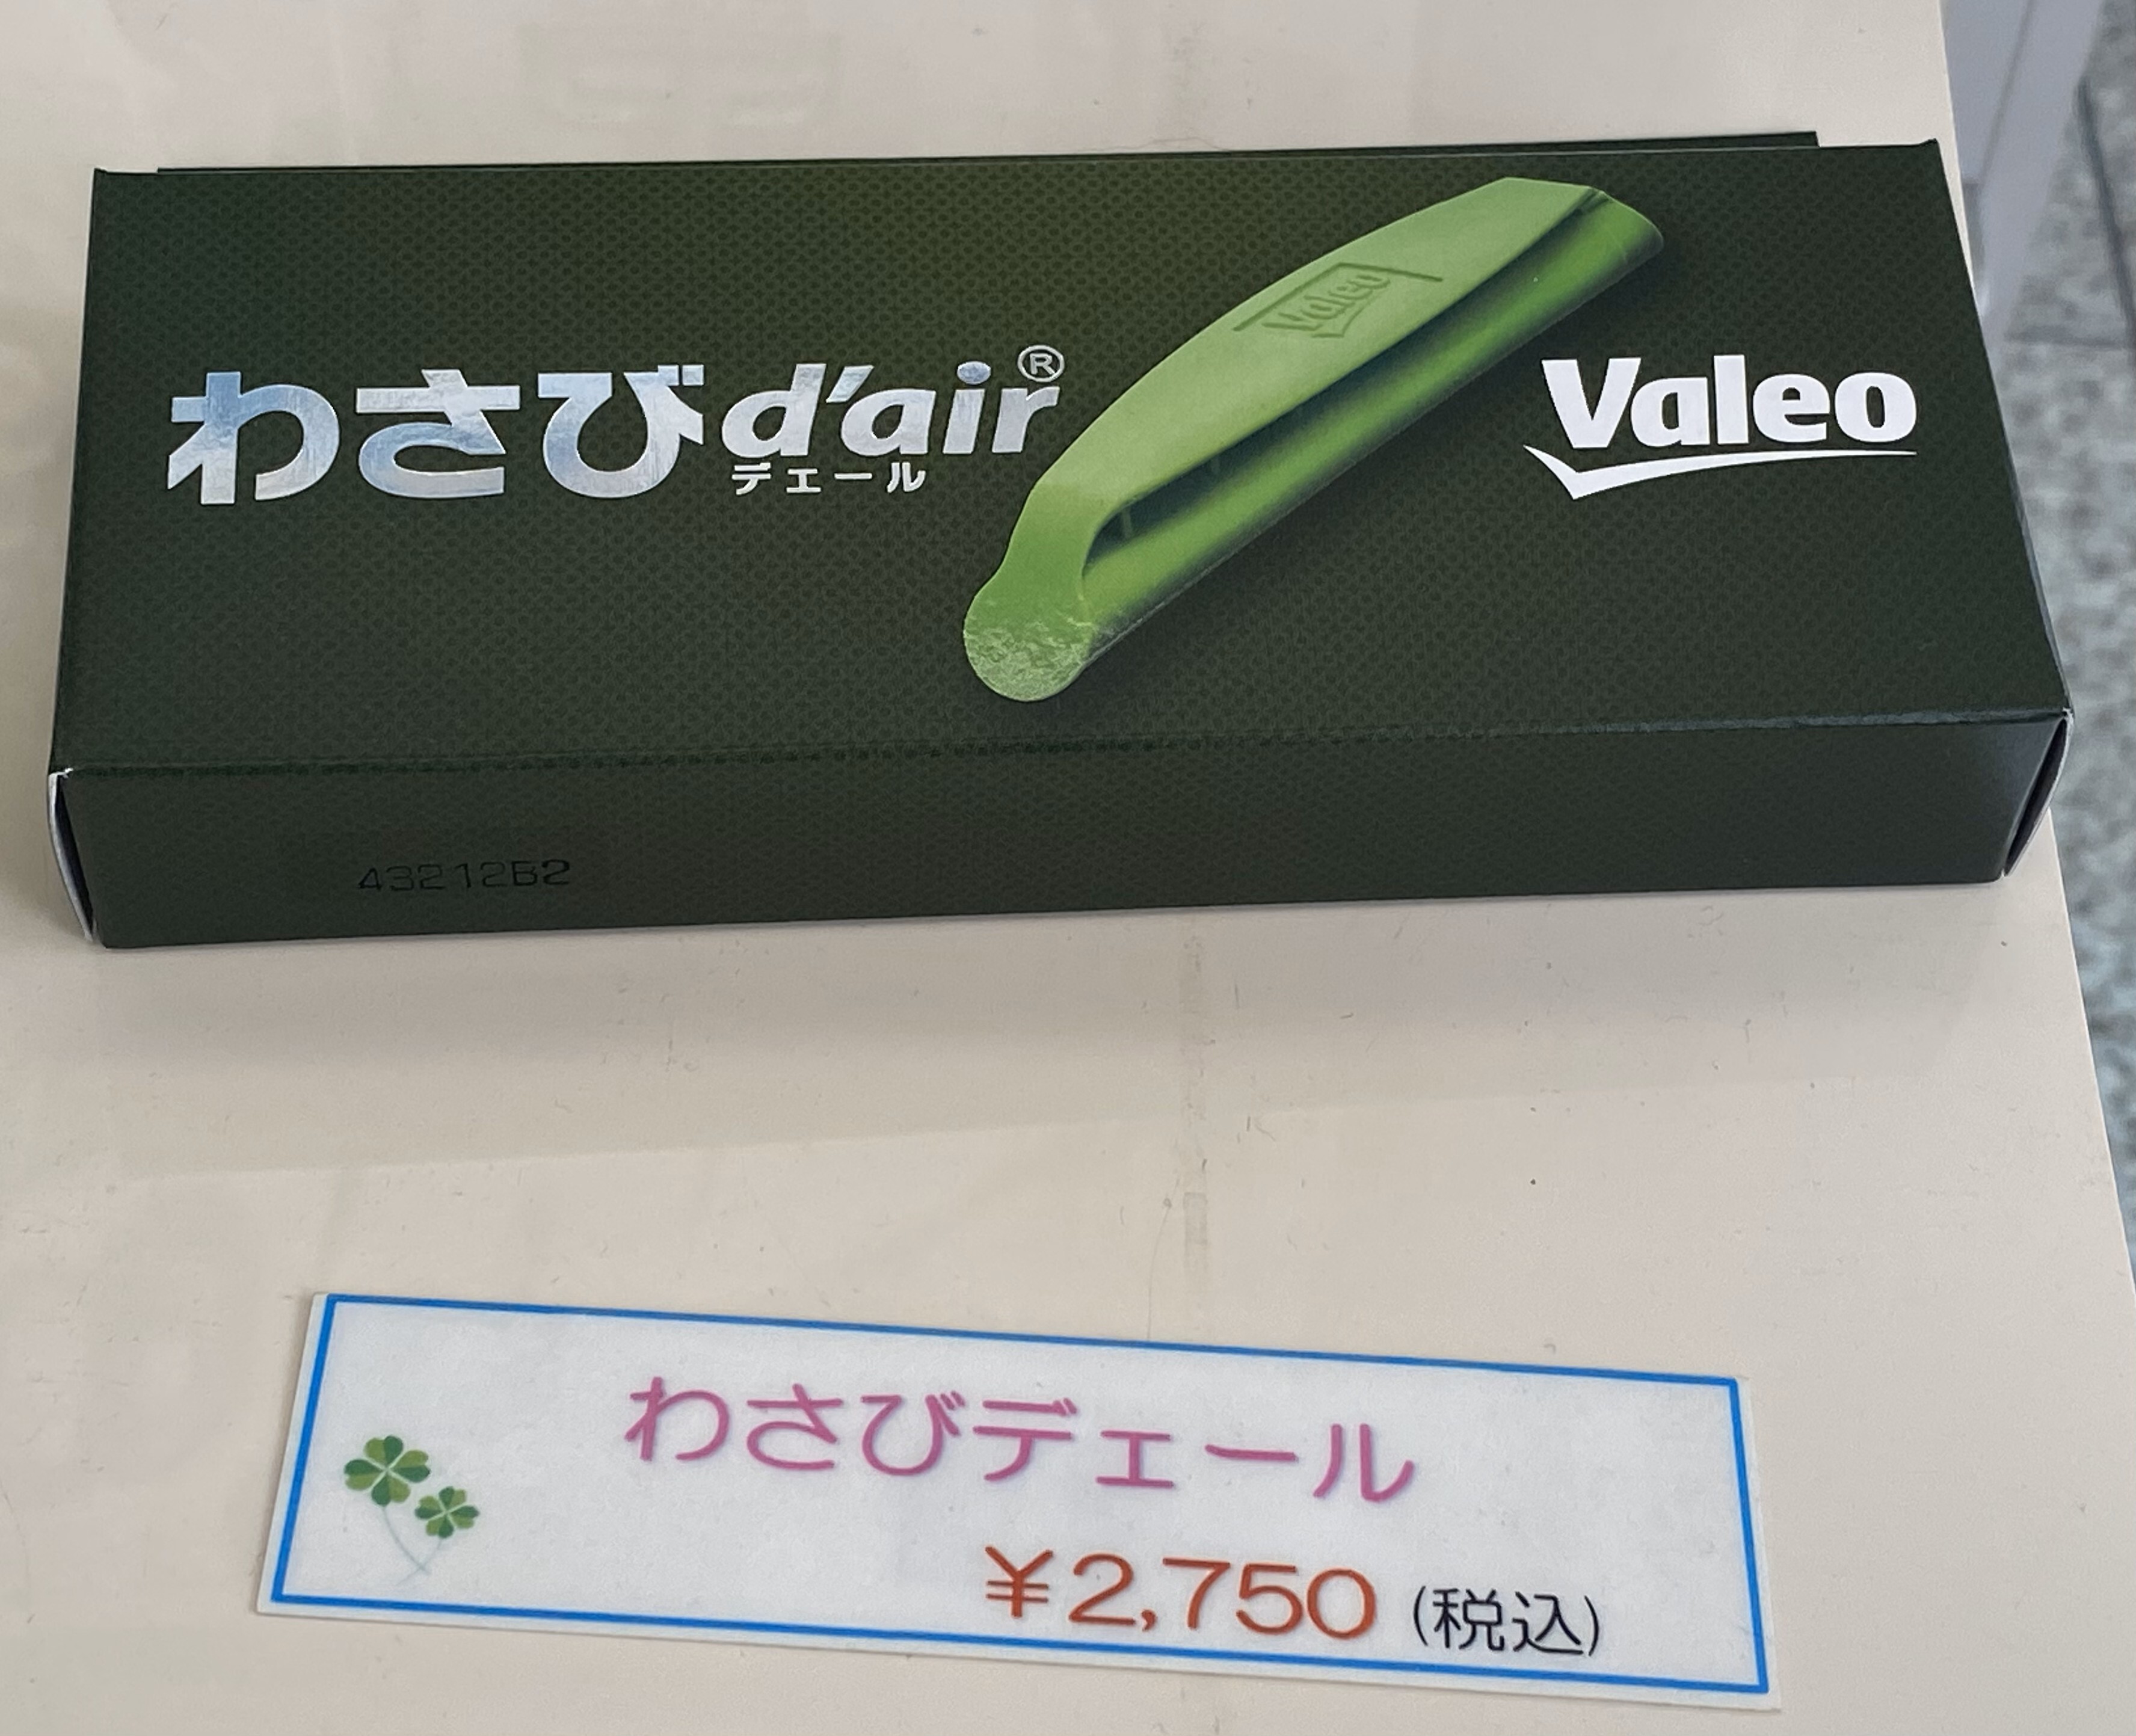 わさびd'air®
デェール
Valeo
Valeo
43212B2
わさびデェール
¥2,750 (税込)